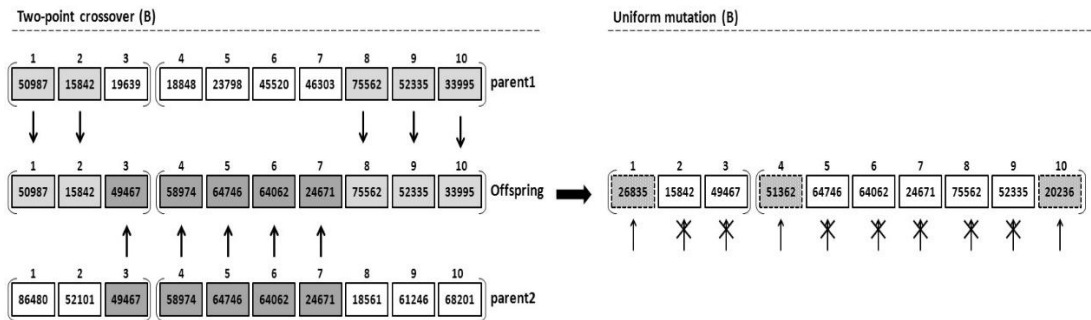 Two-point crossover (B)
1 2 3 4 5 6 7 8 9 10
50987 15842 19639 18848 23798 45520 46303 75562 52335 33995 parent1
1 2 3 4 5 6 7 8 9 10
50987 15842 49467 58974 64746 64062 24671 75562 52335 33995 Offspring
1 2 3 4 5 6 7 8 9 10
86480 52101 49467 58974 64746 64062 24671 18561 61246 68201 parent2
Uniform mutation (B)
1 2 3 4 5 6 7 8 9 10
26835 15842 49467 51362 64746 64062 24671 75562 52335 20236